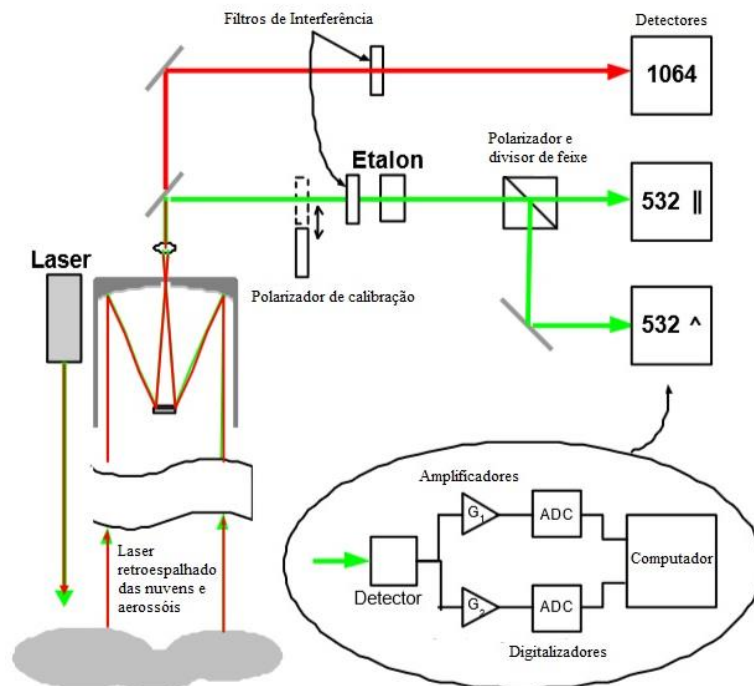 Detectores
Filtros de Interferência
1064
Etalon
Polarizador e
divisor de feixe
532 ||
Laser
Polarizador de calibração
532 ^
Amplificadores
G1
ADC
Laser
retroespalhado
das nuvens e
aerossóis
Computador
Detector
G2
ADC
Digitalizadores